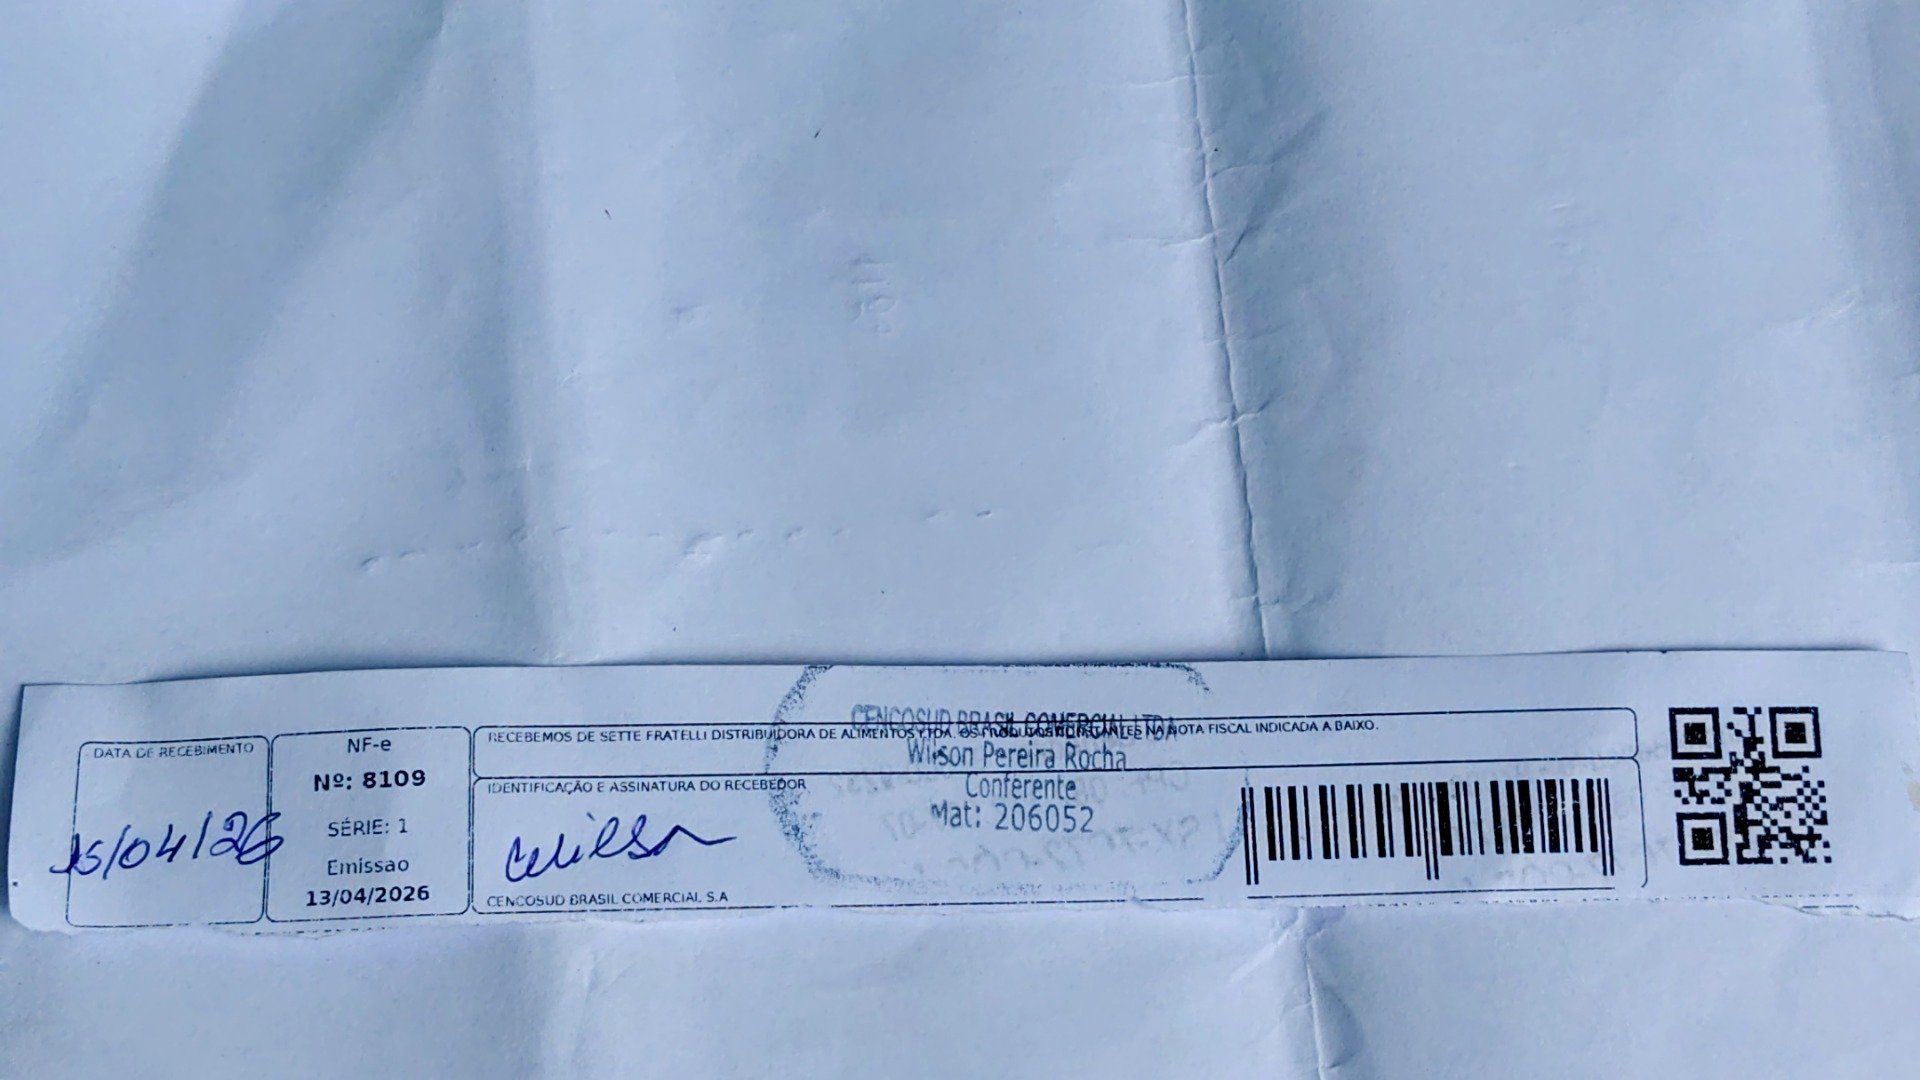 DATA DE RECEBIMENTO
15/04/26
NF-e
Nº: 8109
SÉRIE: 1
Emissão
13/04/2026
RECEBEMOS DE SETTE FRATELLI DISTRIBUIDORA DE ALIMENTOS LTDA. OS PRODUTOS CONSTANTES NA NOTA FISCAL INDICADA A BAIXO.
IDENTIFICAÇÃO E ASSINATURA DO RECEBEDOR
Wilson
CENCOSUD BRASIL COMERCIAL S.A
CENCOSUD BRASIL COMERCIAL LTDA
Wilson Pereira Rocha
Conferente
Mat: 206052